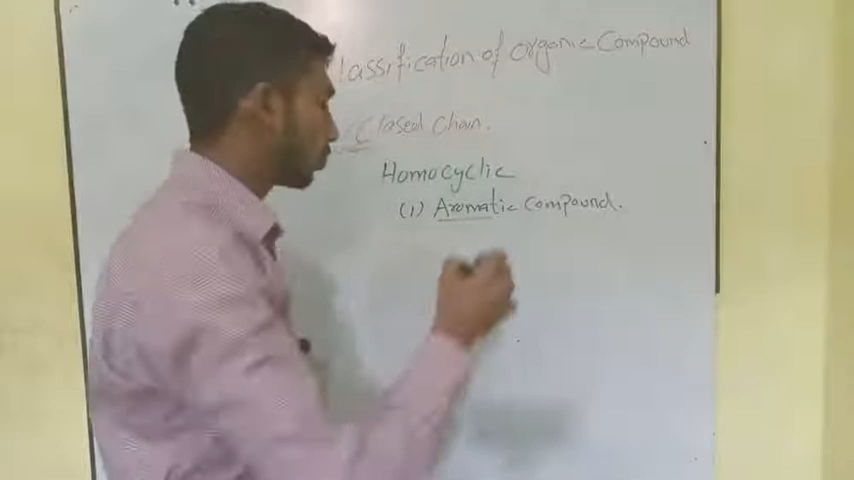 lassification of organic Compound
Closed Chain.
Homocyclic
(1) Aromatic Compound.